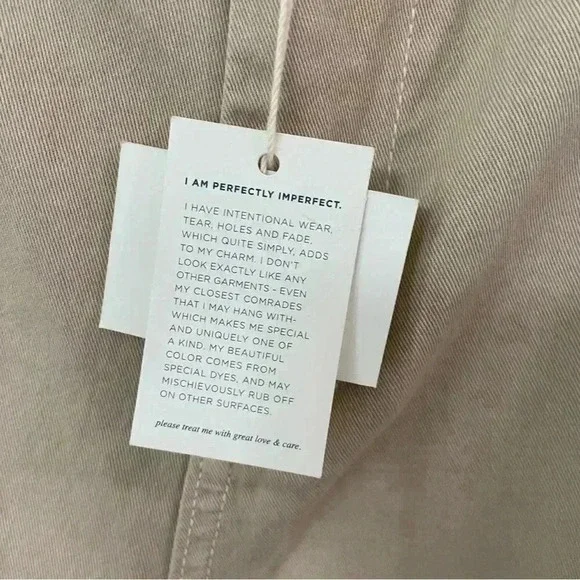 I AM PERFECTLY IMPERFECT.
I HAVE INTENTIONAL WEAR,
TEAR, HOLES AND FADE,
WHICH QUITE SIMPLY, ADDS
TO MY CHARM. I DON'T
LOOK EXACTLY LIKE ANY
OTHER GARMENTS - EVEN
MY CLOSEST COMRADES
THAT I MAY HANG WITH-
WHICH MAKES ME SPECIAL
AND UNIQUELY ONE OF
A KIND. MY BEAUTIFUL
COLOR COMES FROM
SPECIAL DYES, AND MAY
MISCHIEVOUSLY RUB OFF
ON OTHER SURFACES.
please treat me with great love & care.